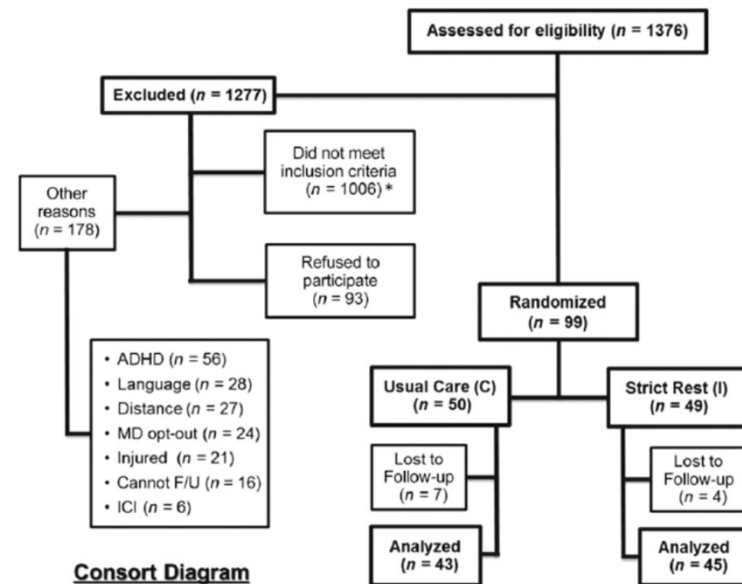 Assessed for eligibility (n = 1376)
Excluded (n = 1277)
Did not meet
inclusion criteria
(n = 1006) *
Other
reasons
(n = 178)
Refused to
participate
(n = 93)
Randomized
(n = 99)
• ADHD (n = 56)
• Language (n = 28)
• Distance (n = 27)
• MD opt-out (n = 24)
• Injured (n = 21)
• Cannot F/U (n = 16)
• ICI (n = 6)
Usual Care (C)
(n = 50)
Strict Rest (I)
(n = 49)
Lost to
Follow-up
(n = 7)
Lost to
Follow-up
(n = 4)
Analyzed
(n = 43)
Analyzed
(n = 45)
Consort Diagram